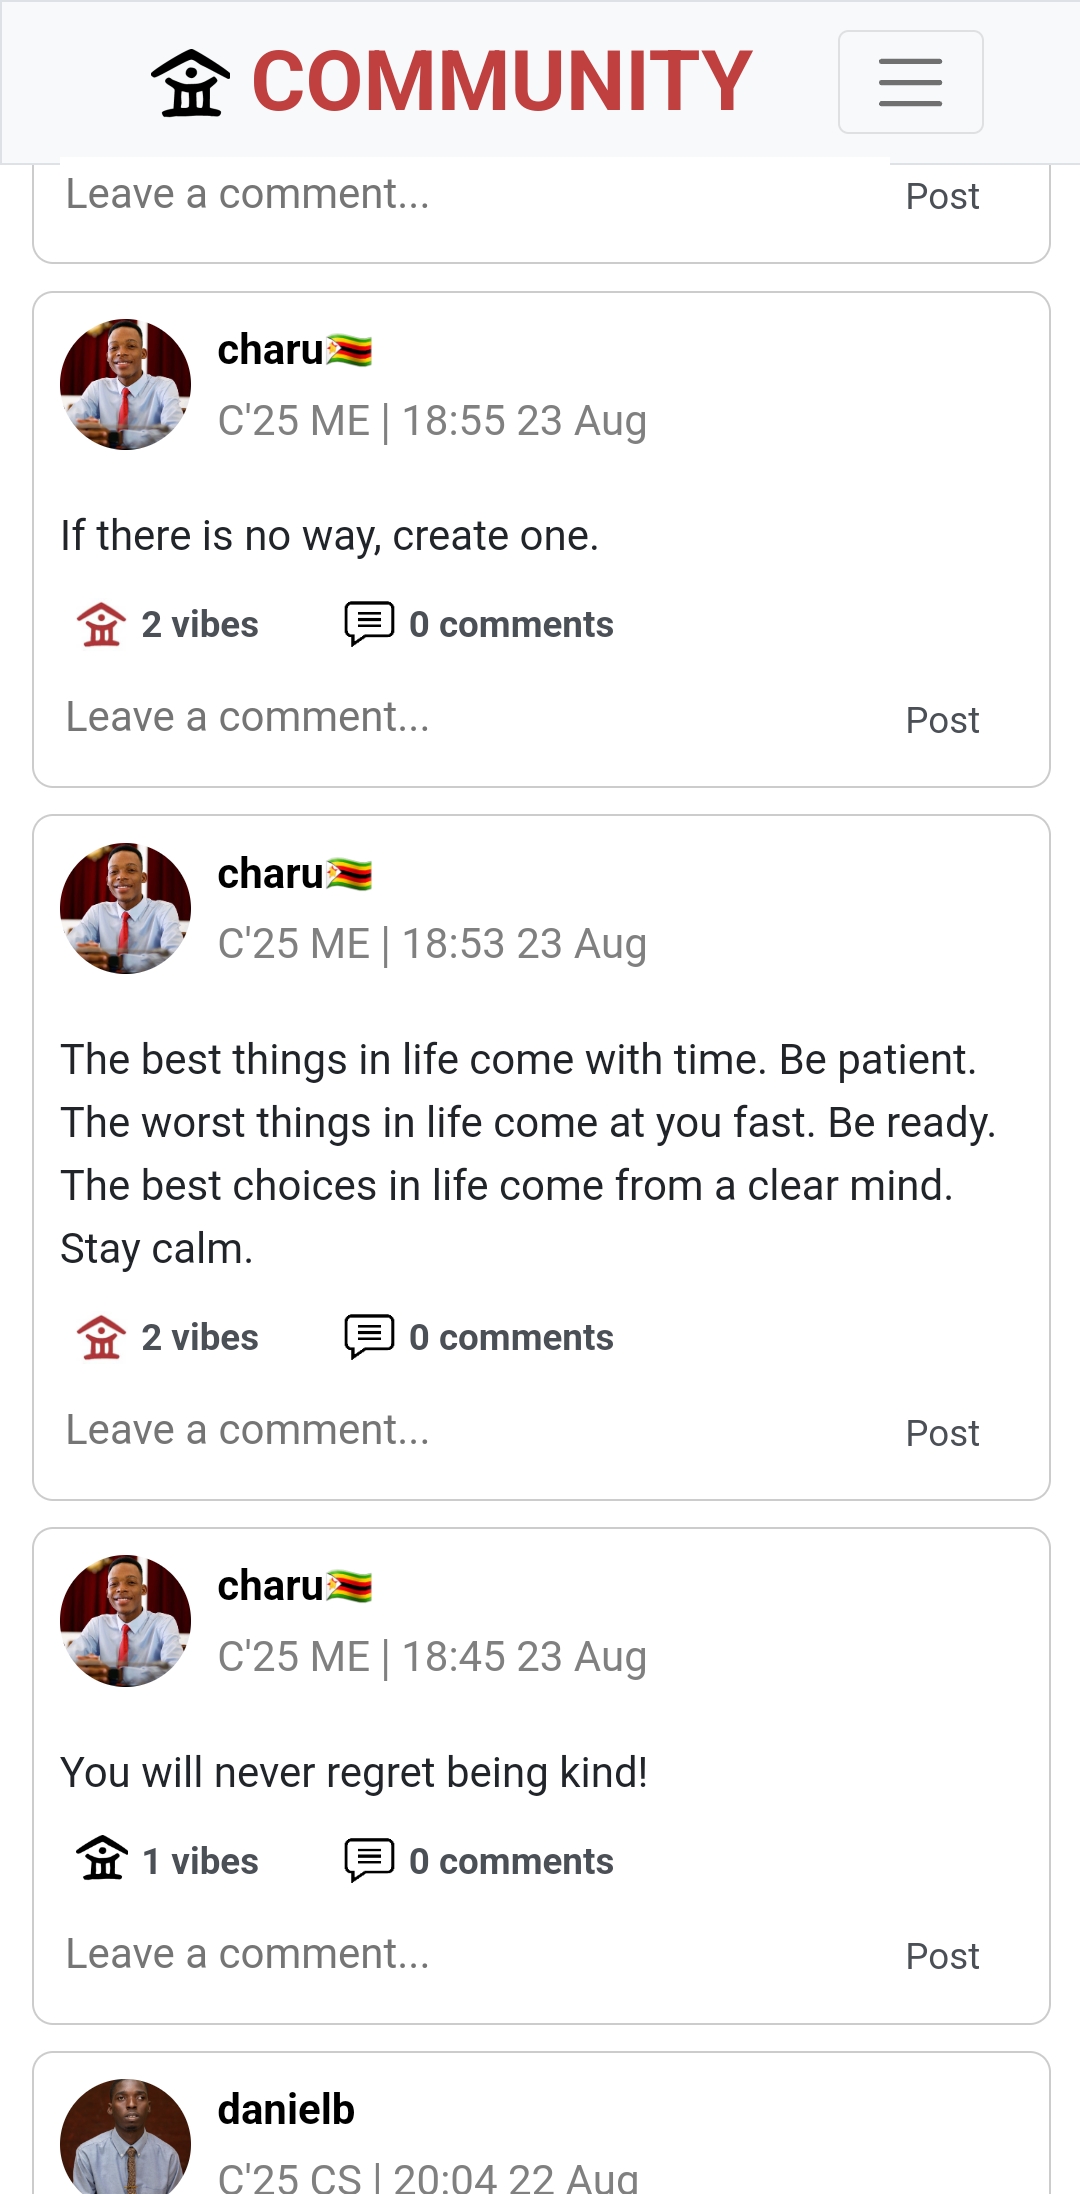 COMMUNITY
Leave a comment...
Post
charu🇿🇼
C'25 ME | 18:55 23 Aug
If there is no way, create one.
2 vibes
0 comments
Leave a comment...
Post
charu🇿🇼
C'25 ME | 18:53 23 Aug
The best things in life come with time. Be patient.
The worst things in life come at you fast. Be ready.
The best choices in life come from a clear mind.
Stay calm.
2 vibes
0 comments
Leave a comment...
Post
charu🇿🇼
C'25 ME | 18:45 23 Aug
You will never regret being kind!
1 vibes
0 comments
Leave a comment...
Post
danielb
C'25 CS | 20:04 22 Aug